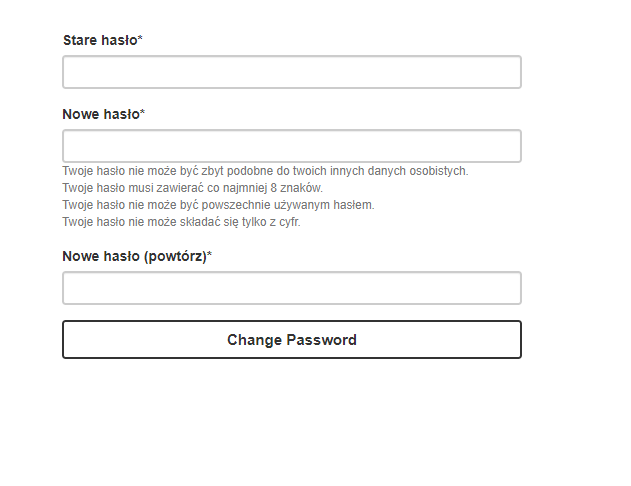 Stare hasło*
Nowe hasło*
Twoje hasło nie może być zbyt podobne do twoich innych danych osobistych.
Twoje hasło musi zawierać co najmniej 8 znaków.
Twoje hasło nie może być powszechnie używanym hasłem.
Twoje hasło nie może składać się tylko z cyfr.
Nowe hasło (powtórz)*
Change Password